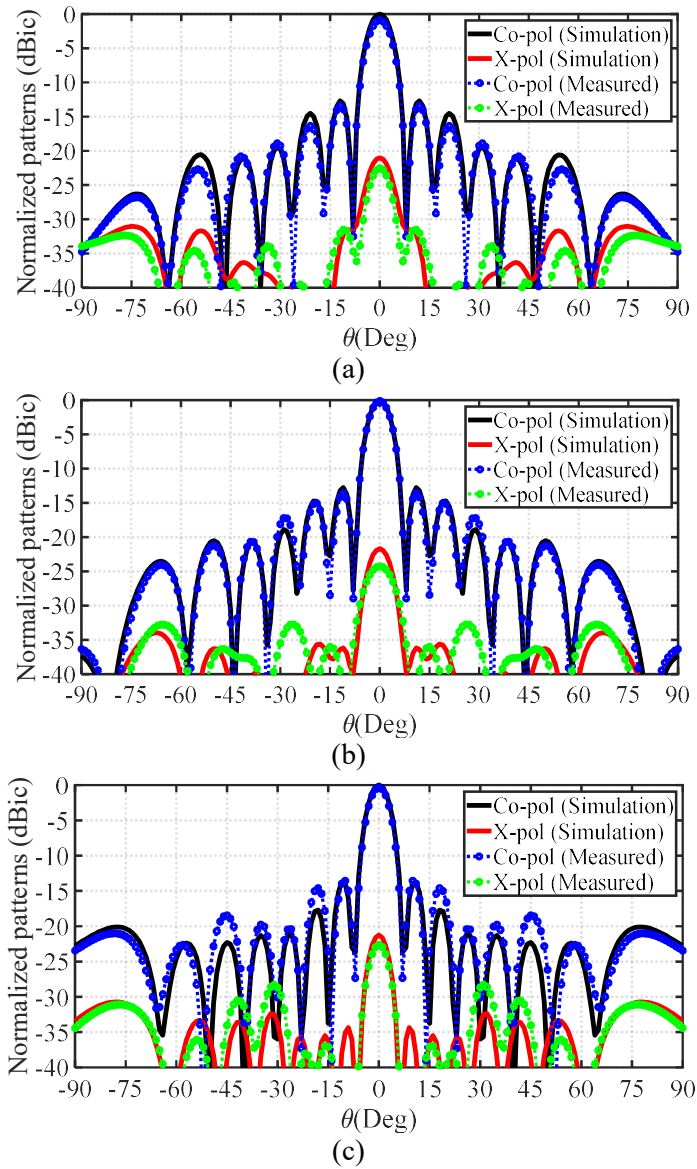 0
-5
-10
-15
-20
-25
-30
-35
-40
Normalized patterns (dBic)
Co-pol (Simulation)
X-pol (Simulation)
Co-pol (Measured)
X-pol (Measured)
-90 -75 -60 -45 -30 -15 0 15 30 45 60 75 90
θ(Deg)
(a)
0
-5
-10
-15
-20
-25
-30
-35
-40
Normalized patterns (dBic)
Co-pol (Simulation)
X-pol (Simulation)
Co-pol (Measured)
X-pol (Measured)
-90 -75 -60 -45 -30 -15 0 15 30 45 60 75 90
θ(Deg)
(b)
0
-5
-10
-15
-20
-25
-30
-35
-40
Normalized patterns (dBic)
Co-pol (Simulation)
X-pol (Simulation)
Co-pol (Measured)
X-pol (Measured)
-90 -75 -60 -45 -30 -15 0 15 30 45 60 75 90
θ(Deg)
(c)